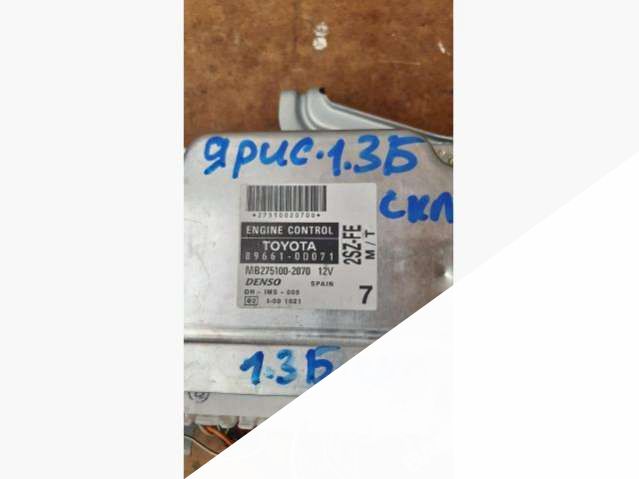 ЯРИС.1.3Б
СКЛ
*27510020700*
ENGINE CONTROL
TOYOTA
89661-0D071
MB275100-2070 12V
DENSO SPAIN
2SZ-FE
M/T
7
1.3Б